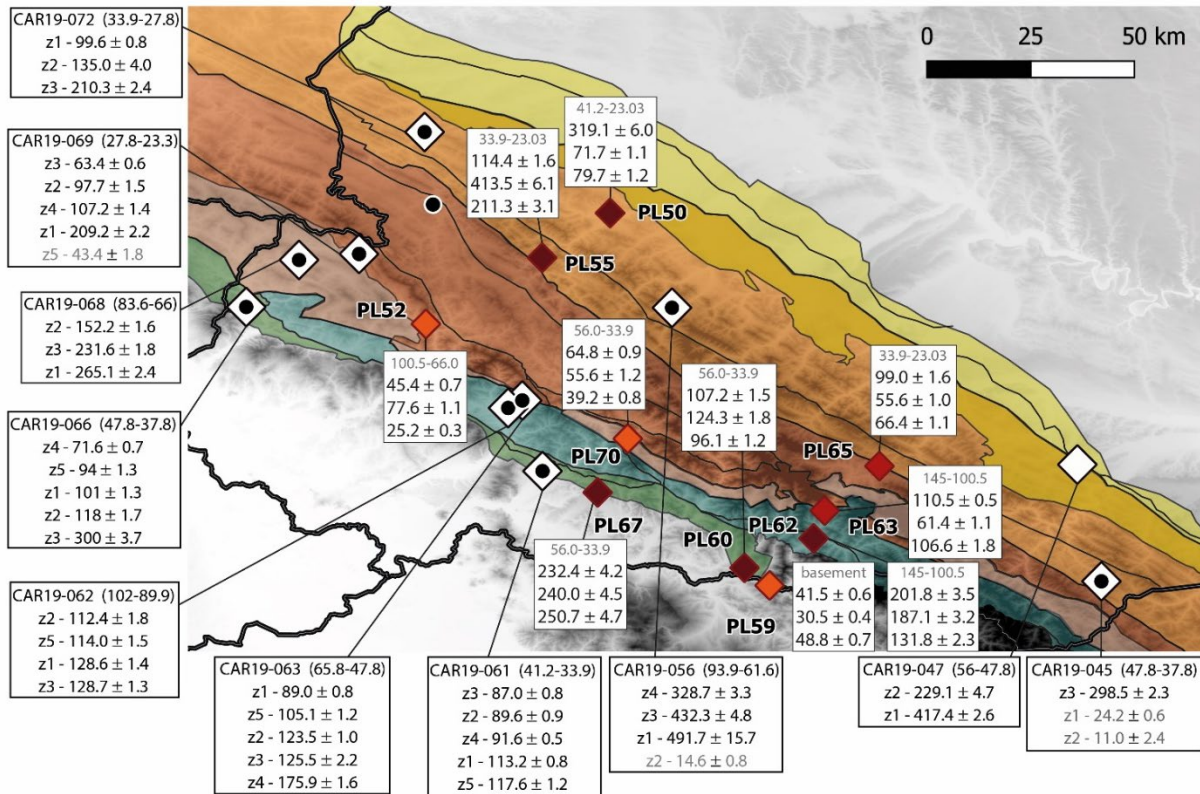 CAR19-072 (33.9-27.8)
z1 - 99.6 ± 0.8
z2 - 135.0 ± 4.0
z3 - 210.3 ± 2.4
CAR19-069 (27.8-23.3)
z3 - 63.4 ± 0.6
z2 - 97.7 ± 1.5
z4 - 107.2 ± 1.4
z1 - 209.2 ± 2.2
z5 - 43.4 ± 1.8
CAR19-068 (83.6-66)
z2 - 152.2 ± 1.6
z3 - 231.6 ± 1.8
z1 - 265.1 ± 2.4
CAR19-066 (47.8-37.8)
z4 - 71.6 ± 0.7
z5 - 94 ± 1.3
z1 - 101 ± 1.3
z2 - 118 ± 1.7
z3 - 300 ± 3.7
CAR19-062 (102-89.9)
z2 - 112.4 ± 1.8
z5 - 114.0 ± 1.5
z1 - 128.6 ± 1.4
z3 - 128.7 ± 1.3
0 25 50 km
41.2-23.03
319.1 ± 6.0
71.7 ± 1.1
79.7 ± 1.2
PL50
33.9-23.03
114.4 ± 1.6
413.5 ± 6.1
211.3 ± 3.1
PL55
PL52
100.5-66.0
45.4 ± 0.7
77.6 ± 1.1
25.2 ± 0.3
56.0-33.9
64.8 ± 0.9
55.6 ± 1.2
39.2 ± 0.8
PL70
56.0-33.9
107.2 ± 1.5
124.3 ± 1.8
96.1 ± 1.2
PL60
33.9-23.03
99.0 ± 1.6
55.6 ± 1.0
66.4 ± 1.1
PL65
145-100.5
110.5 ± 0.5
61.4 ± 1.1
106.6 ± 1.8
PL63
PL62
PL67
56.0-33.9
232.4 ± 4.2
240.0 ± 4.5
250.7 ± 4.7
PL59
basement
41.5 ± 0.6
30.5 ± 0.4
48.8 ± 0.7
145-100.5
201.8 ± 3.5
187.1 ± 3.2
131.8 ± 2.3
CAR19-063 (65.8-47.8)
z1 - 89.0 ± 0.8
z5 - 105.1 ± 1.2
z2 - 123.5 ± 1.0
z3 - 125.5 ± 2.2
z4 - 175.9 ± 1.6
CAR19-061 (41.2-33.9)
z3 - 87.0 ± 0.8
z2 - 89.6 ± 0.9
z4 - 91.6 ± 0.5
z1 - 113.2 ± 0.8
z5 - 117.6 ± 1.2
CAR19-056 (93.9-61.6)
z4 - 328.7 ± 3.3
z3 - 432.3 ± 4.8
z1 - 491.7 ± 15.7
z2 - 14.6 ± 0.8
CAR19-047 (56-47.8)
z2 - 229.1 ± 4.7
z1 - 417.4 ± 2.6
CAR19-045 (47.8-37.8)
z3 - 298.5 ± 2.3
z1 - 24.2 ± 0.6
z2 - 11.0 ± 2.4